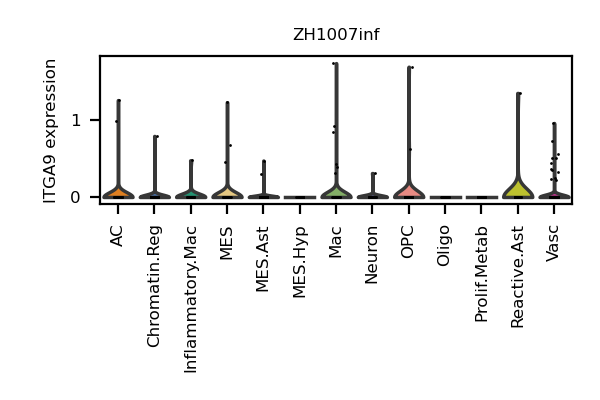 ZH1007inf
ITGA9 expression
1
0
AC
Chromatin.Reg
Inflammatory.Mac
MES
MES.Ast
MES.Hyp
Mac
Neuron
OPC
Oligo
Prolif.Metab
Reactive.Ast
Vasc